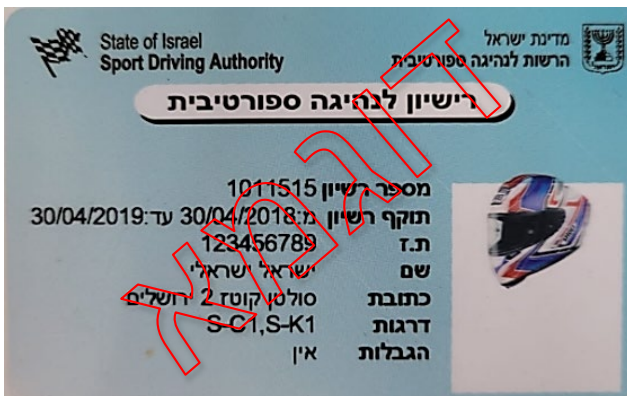 State of Israel
Sport Driving Authority
מדינת ישראל
הרשות לנהיגה ספורטיבית
רישיון לנהיגה ספורטיבית
מספר רשיון 1011515
תוקף רשיון מ:30/04/2018 עד:30/04/2019
ת.ז 123456789
שם ישראל ישראלי
כתובת סולטן קוטז 2 ירושלים
דרגות S-C1,S-K1
הגבלות אין
דוגמא